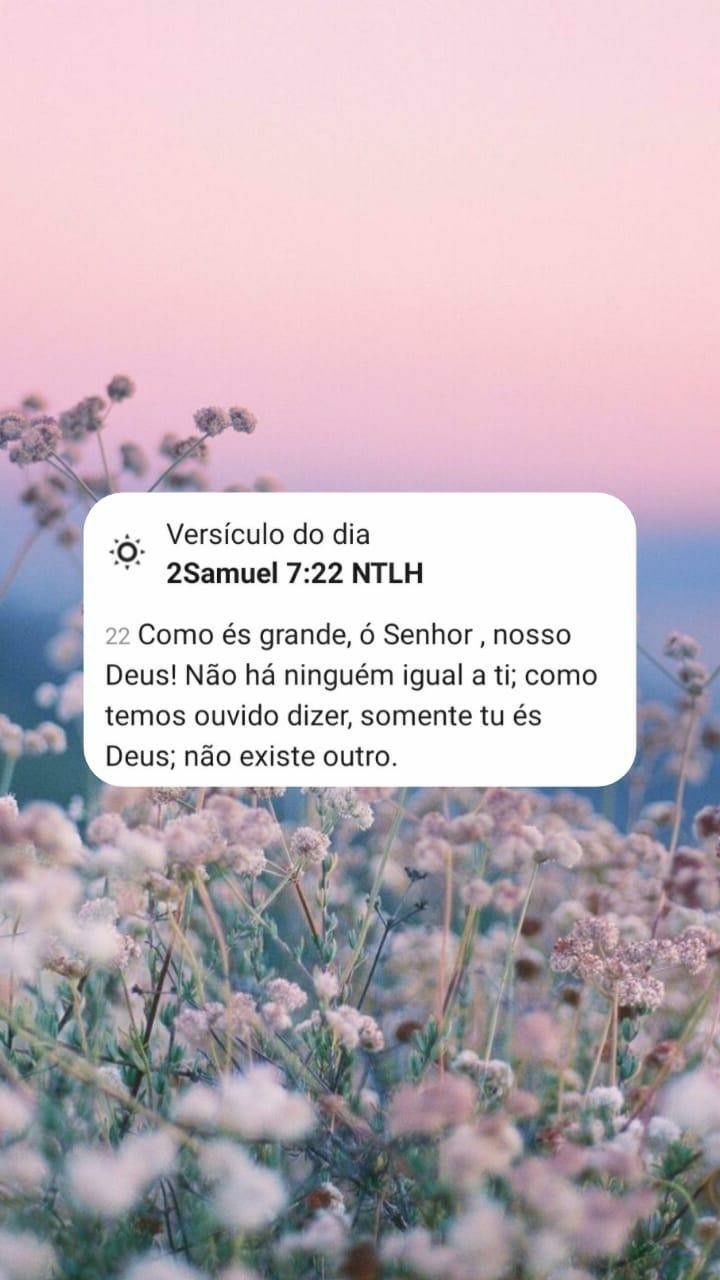 Versículo do dia
2Samuel 7:22 NTLH
22 Como és grande, ó Senhor , nosso
Deus! Não há ninguém igual a ti; como
temos ouvido dizer, somente tu és
Deus; não existe outro.